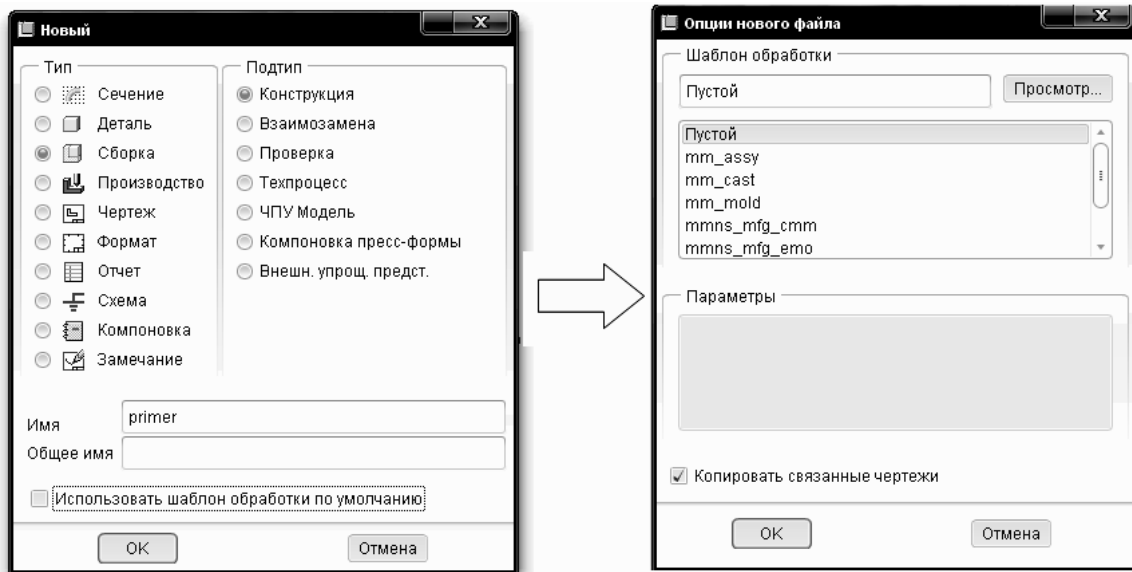 Новый
Тип
Сечение
Деталь
Сборка
Производство
Чертеж
Формат
Отчет
Схема
Компоновка
Замечание
Подтип
Конструкция
Взаимозамена
Проверка
Техпроцесс
ЧПУ Модель
Компоновка пресс-формы
Внешн. упрощ. предст.
Имя
primer
Общее имя
Использовать шаблон обработки по умолчанию
OK
Отмена
Опции нового файла
Шаблон обработки
Пустой
Просмотр...
Пустой
mm_assy
mm_cast
mm_mold
mmns_mfg_cmm
mmns_mfg_emo
Параметры
Копировать связанные чертежи
OK
Отмена